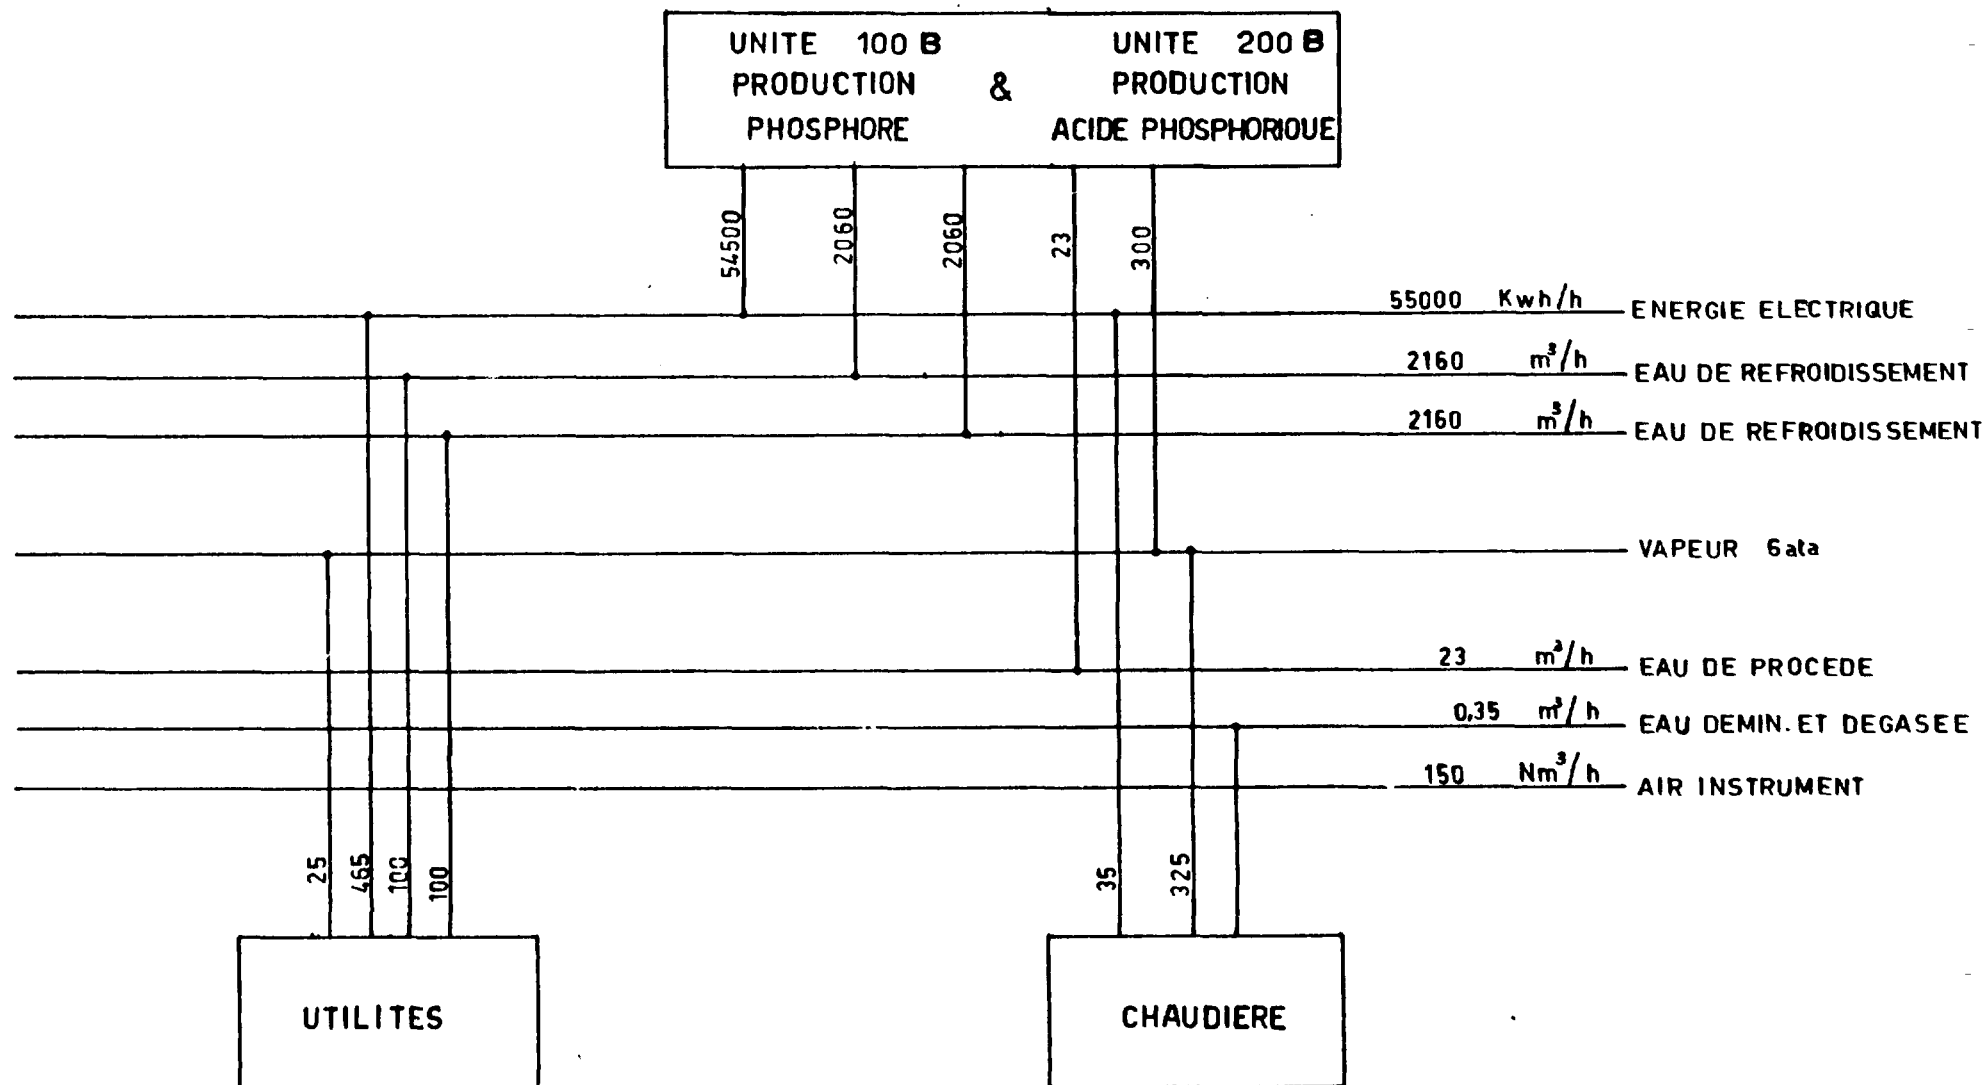 UNITE 100 B
PRODUCTION
PHOSPHORE
&
UNITE 200 B
PRODUCTION
ACIDE PHOSPHORIQUE
54500
2060
2060
23
300
55000 Kwh/h ENERGIE ELECTRIQUE
2160 m³/h EAU DE REFROIDISSEMENT
2160 m³/h EAU DE REFROIDISSEMENT
VAPEUR 6ata
23 m³/h EAU DE PROCEDE
0,35 m³/h EAU DEMIN. ET DEGASEE
150 Nm³/h AIR INSTRUMENT
25
465
100
100
35
325
UTILITES
CHAUDIERE